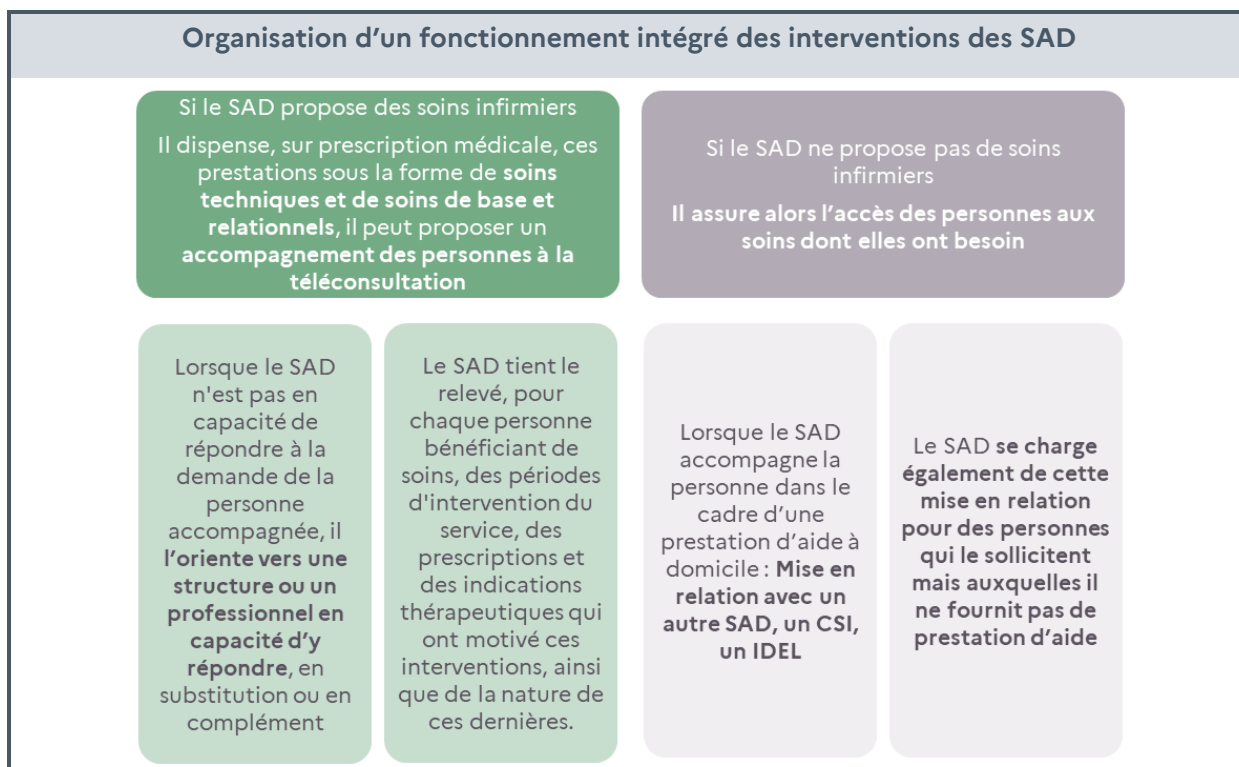 Organisation d’un fonctionnement intégré des interventions des SAD
Si le SAD propose des soins infirmiers
Il dispense, sur prescription médicale, ces
prestations sous la forme de soins
techniques et de soins de base et
relationnels, il peut proposer un
accompagnement des personnes à la
téléconsultation
Si le SAD ne propose pas de soins
infirmiers
Il assure alors l’accès des personnes aux
soins dont elles ont besoin
Lorsque le SAD
n'est pas en
capacité de
répondre à la
demande de la
personne
accompagnée, il
l’oriente vers une
structure ou un
professionnel en
capacité d’y
répondre, en
substitution ou en
complément
Le SAD tient le
relevé, pour
chaque personne
bénéficiant de
soins, des périodes
d'intervention du
service, des
prescriptions et
des indications
thérapeutiques qui
ont motivé ces
interventions, ainsi
que de la nature de
ces dernières.
Lorsque le SAD
accompagne la
personne dans le
cadre d’une
prestation d’aide à
domicile : Mise en
relation avec un
autre SAD, un CSI,
un IDEL
Le SAD se charge
également de cette
mise en relation
pour des personnes
qui le sollicitent
mais auxquelles il
ne fournit pas de
prestation d’aide